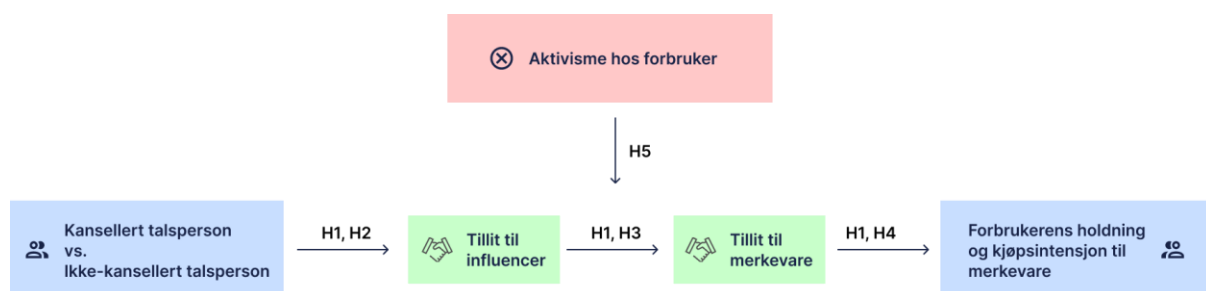 Aktivisme hos forbruker
H5
Kansellert talsperson
vs.
Ikke-kansellert talsperson
H1, H2
Tillit til
influencer
H1, H3
Tillit til
merkevare
H1, H4
Forbrukerens holdning
og kjøpsintensjon til
merkevare